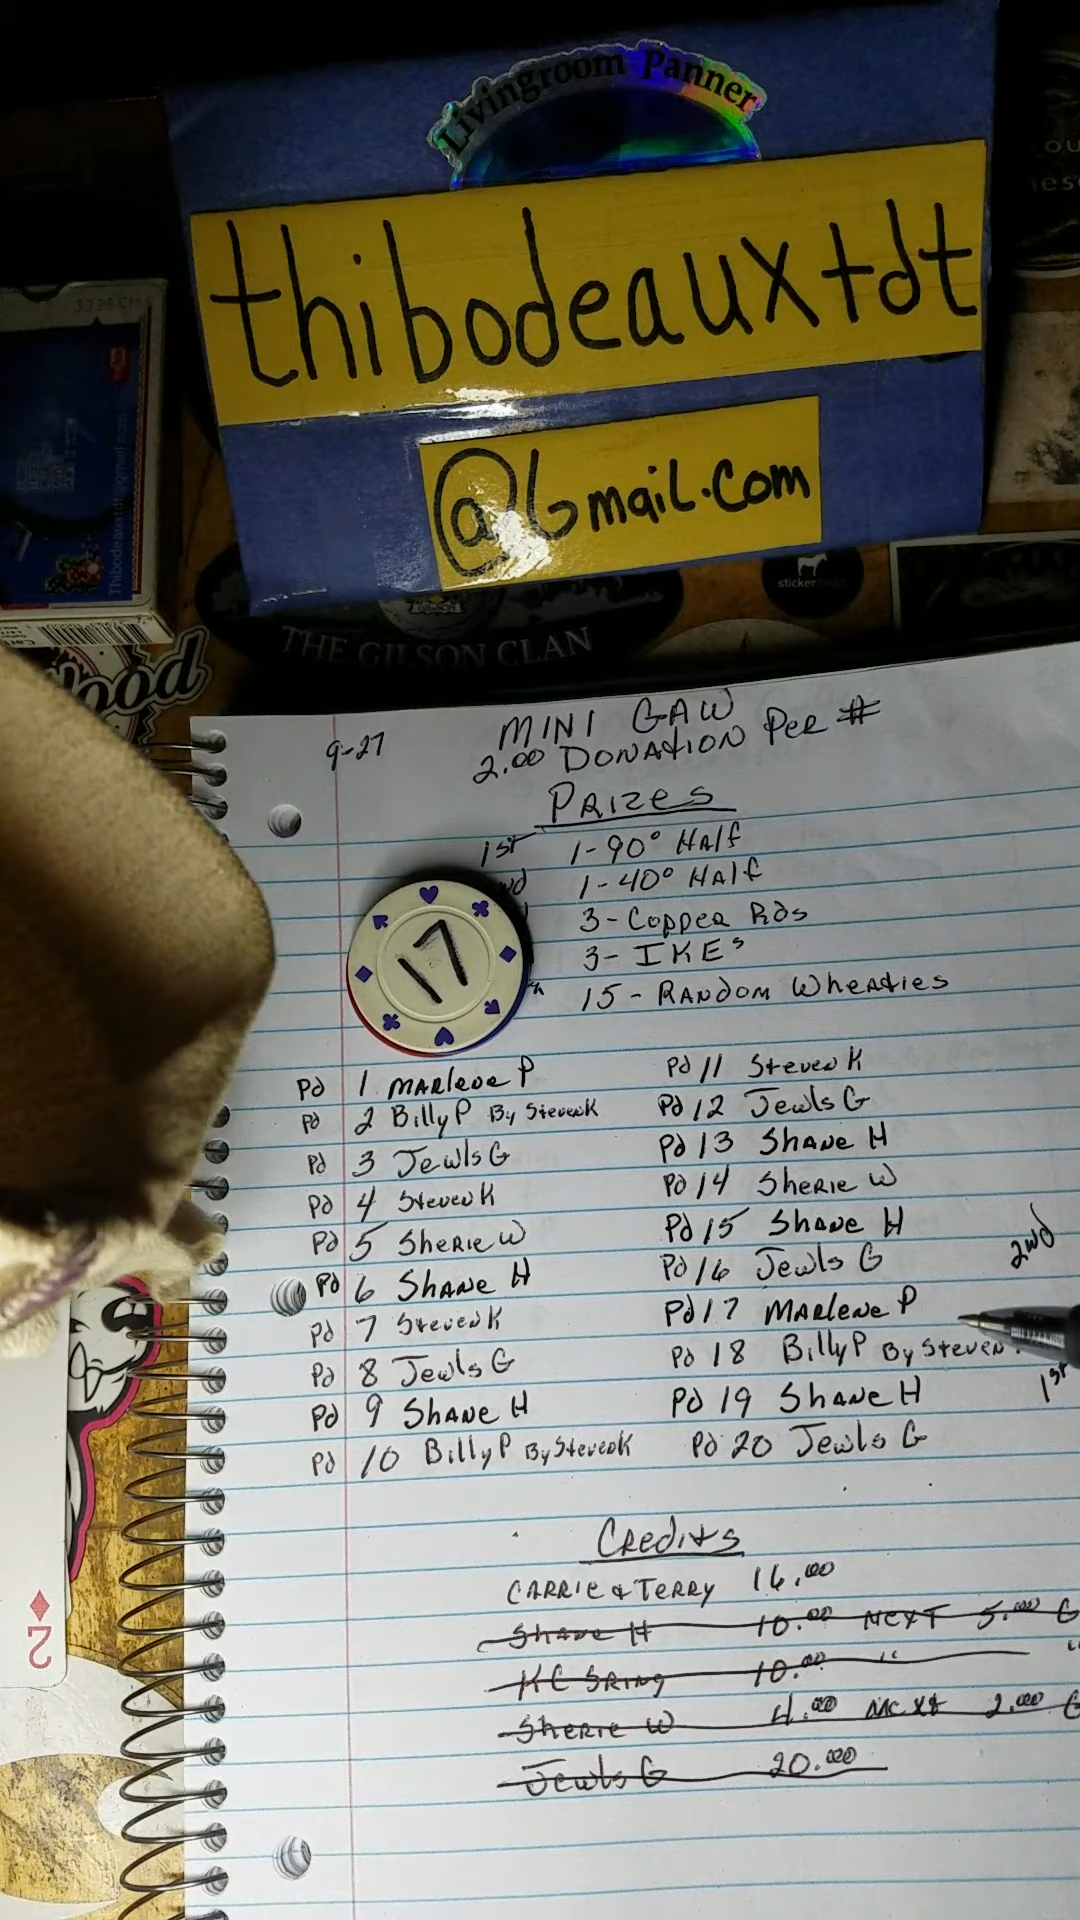 Livingroom Panner
thibodeauxtdt
@Gmail.com
Thibodeauxtdt@gmail.com
sticker
THE GILSON CLAN
ood
9-27
MINI GAW
2.00 DONATION Per #
PRIZES
1st 1-90° HALf
1-40° HALf
3-Copper Rds
3- IKEs
15-RANDOM WheAties
17
Pd 1 MARlene P
Pd 2 Billy P By StevenK
Pd 3 Jewls G
Pd 4 Steven K
Pd 5 SheRie W
Pd 6 ShANe H
Pd 7 Steven K
Pd 8 Jewls G
Pd 9 ShANe H
Pd 10 Billy P By StevenK
Pd 11 Steven K
Pd 12 Jewls G
Pd 13 ShANe H
Pd 14 SheRie W
Pd 15 ShANe H
Pd 16 Jewls G
2nd
Pd 17 MARleNe P
Pd 18 Billy P By Steven
1st
Pd 19 ShANe H
Pd 20 Jewls G
CRedits
CARRIE & TERRY 16.00
ShANe H 10.00 NEXT 5.00 G
KC SRING 10.00 "
SheRIe W 4.00 NEXt 2.00 G
Jewls G 20.00
2